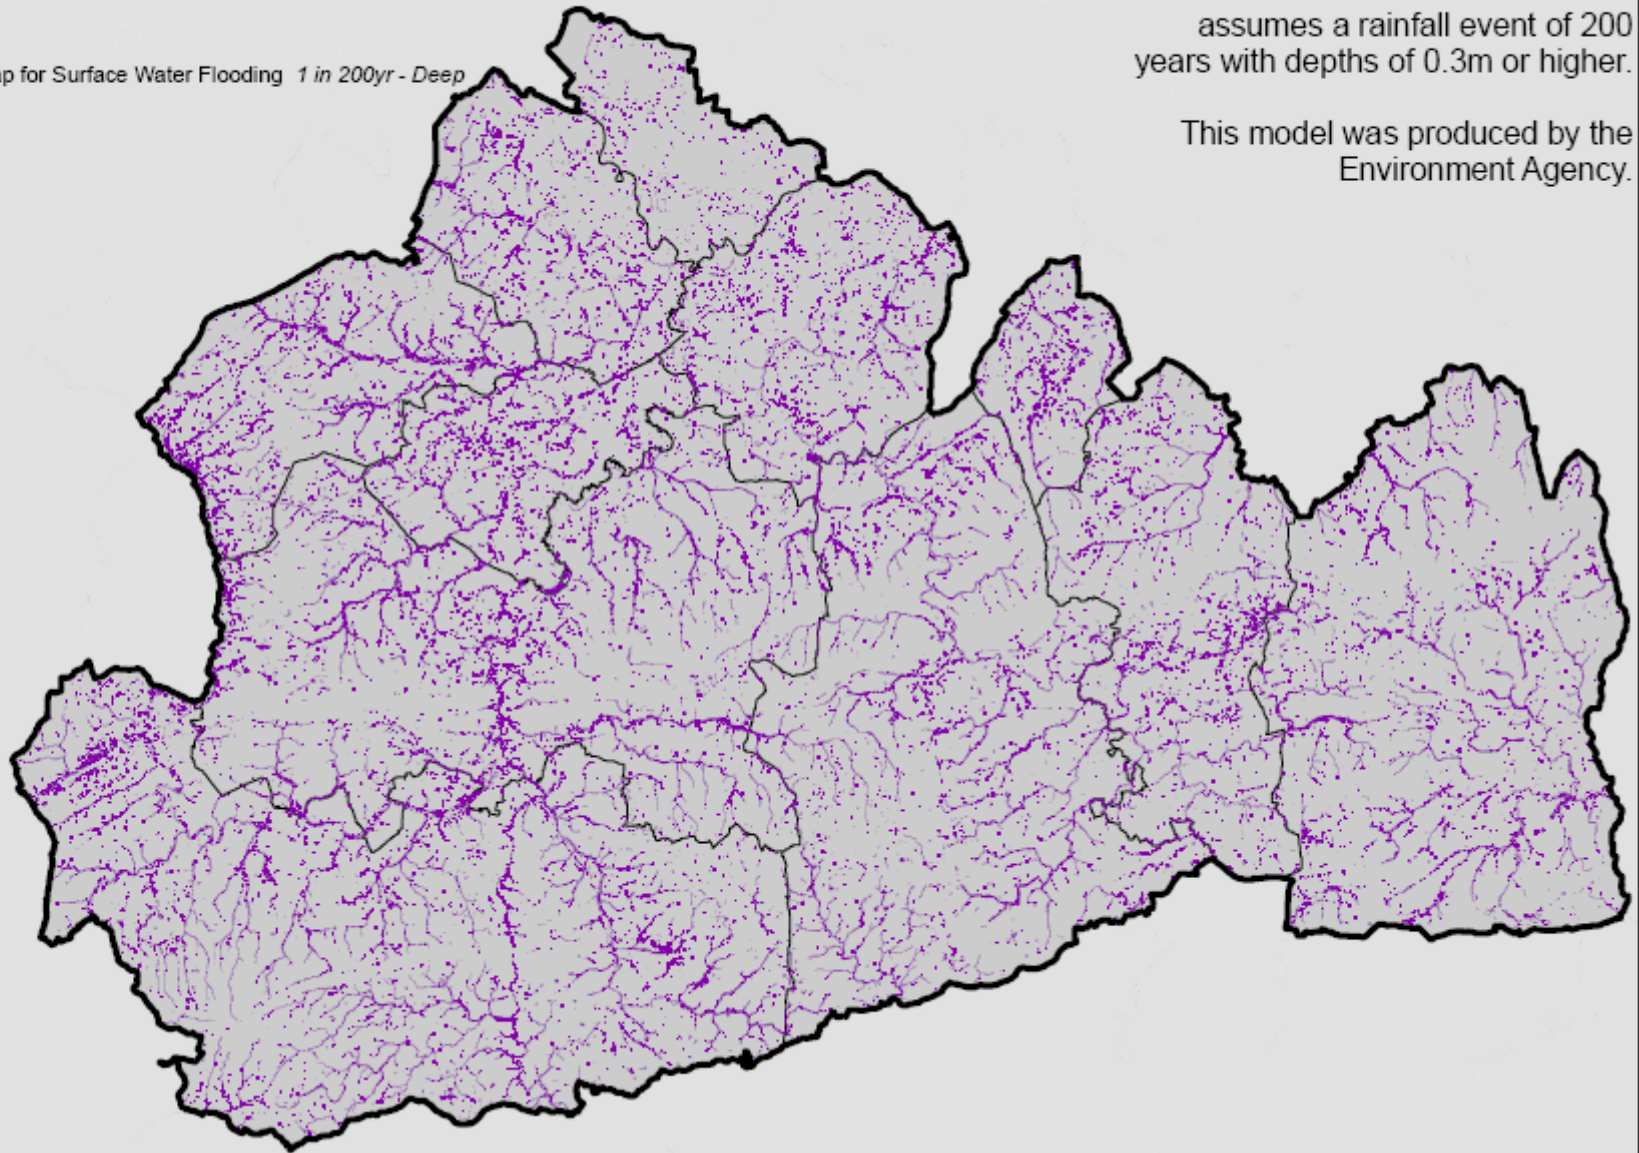 assumes a rainfall event of 200
years with depths of 0.3m or higher.
p for Surface Water Flooding 1 in 200yr - Deep
This model was produced by the
Environment Agency.